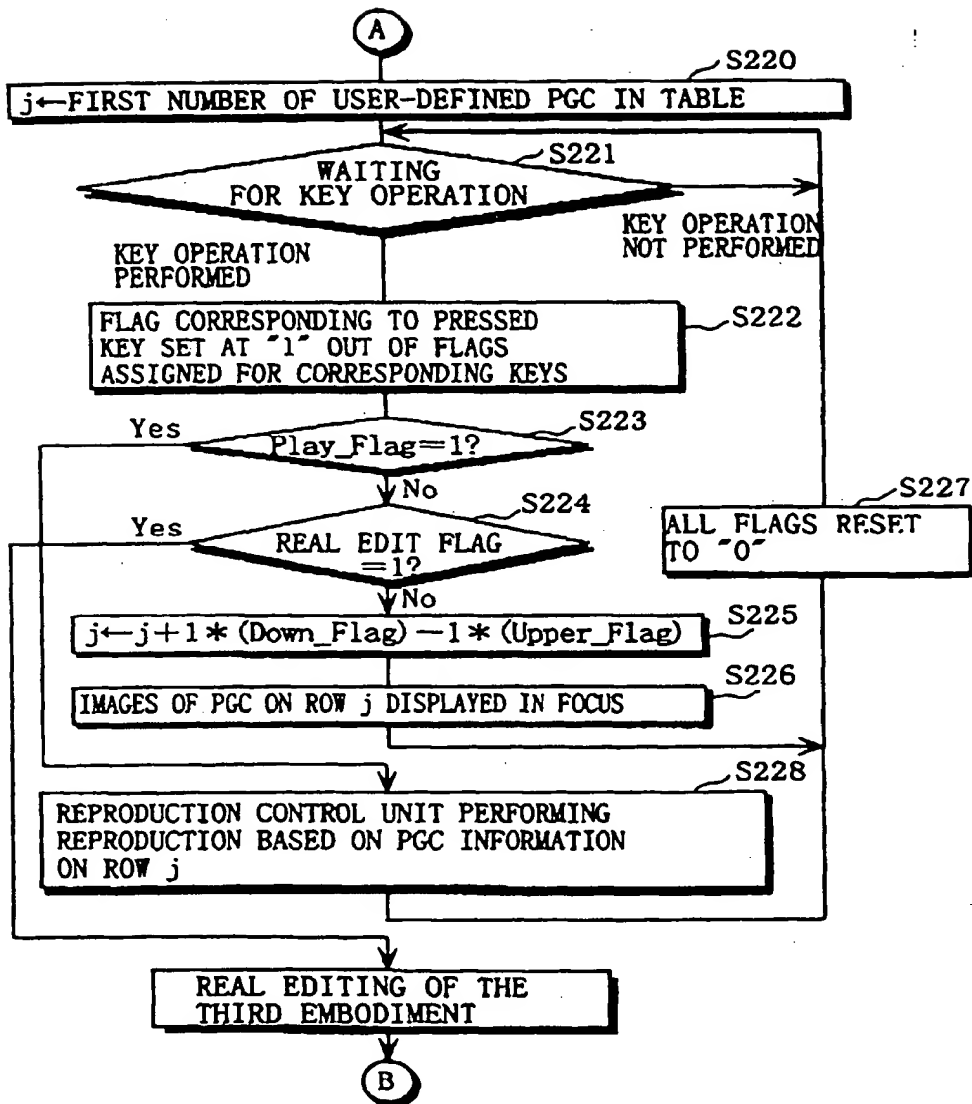 A
S220
j←FIRST NUMBER OF USER-DEFINED PGC IN TABLE
S221
WAITING
FOR KEY OPERATION
KEY OPERATION
NOT PERFORMED
KEY OPERATION
PERFORMED
S222
FLAG CORRESPONDING TO PRESSED
KEY SET AT "1" OUT OF FLAGS
ASSIGNED FOR CORRESPONDING KEYS
S223
Yes
Play_Flag=1?
No
S224
Yes
REAL EDIT FLAG
=1?
No
S227
ALL FLAGS RESET
TO "0"
S225
j←j+1*(Down_Flag)-1*(Upper_Flag)
S226
IMAGES OF PGC ON ROW j DISPLAYED IN FOCUS
S228
REPRODUCTION CONTROL UNIT PERFORMING
REPRODUCTION BASED ON PGC INFORMATION
ON ROW j
REAL EDITING OF THE
THIRD EMBODIMENT
B